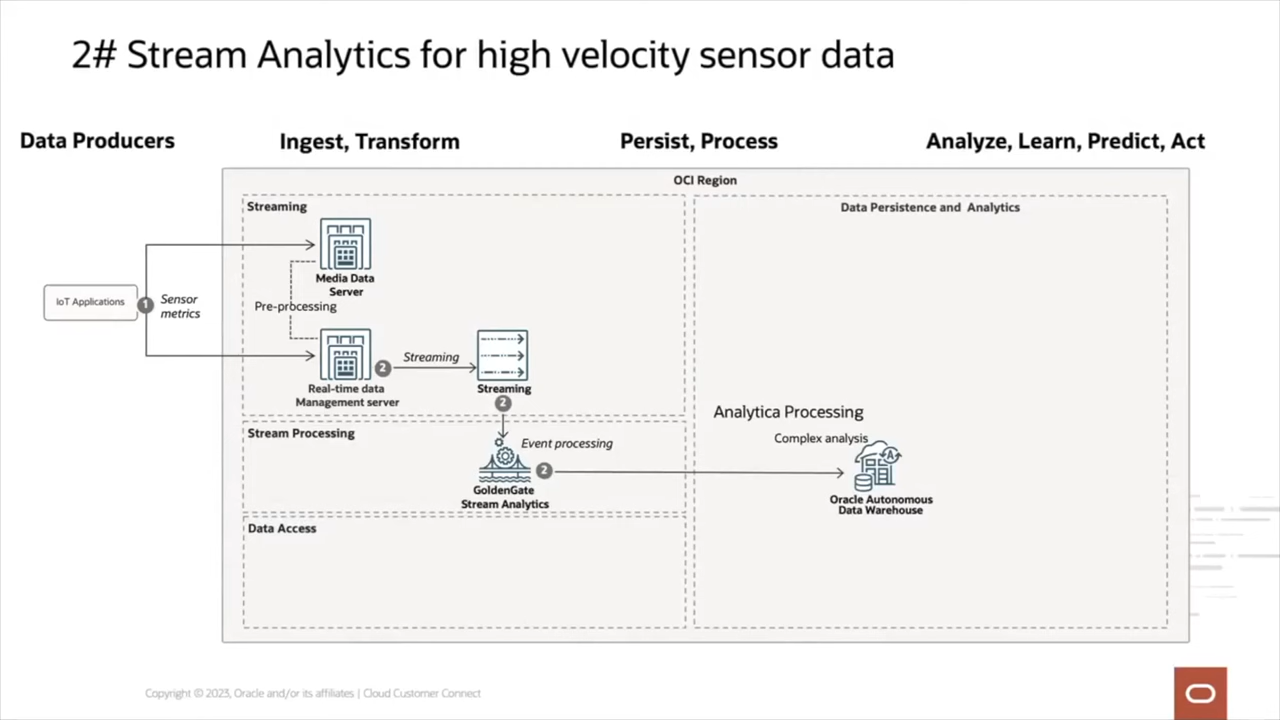 2# Stream Analytics for high velocity sensor data
Data Producers
Ingest, Transform
Persist, Process
Analyze, Learn, Predict, Act
OCI Region
Streaming
Data Persistence and Analytics
Media Data
Server
IoT Applications
1
Sensor
metrics
Pre-processing
2
Streaming
Real-time data
Management server
Streaming
2
Analytica Processing
Stream Processing
Event processing
Complex analysis
A
2
GoldenGate
Stream Analytics
Oracle Autonomous
Data Warehouse
Data Access
Copyright © 2023, Oracle and/or its affiliates | Cloud Customer Connect